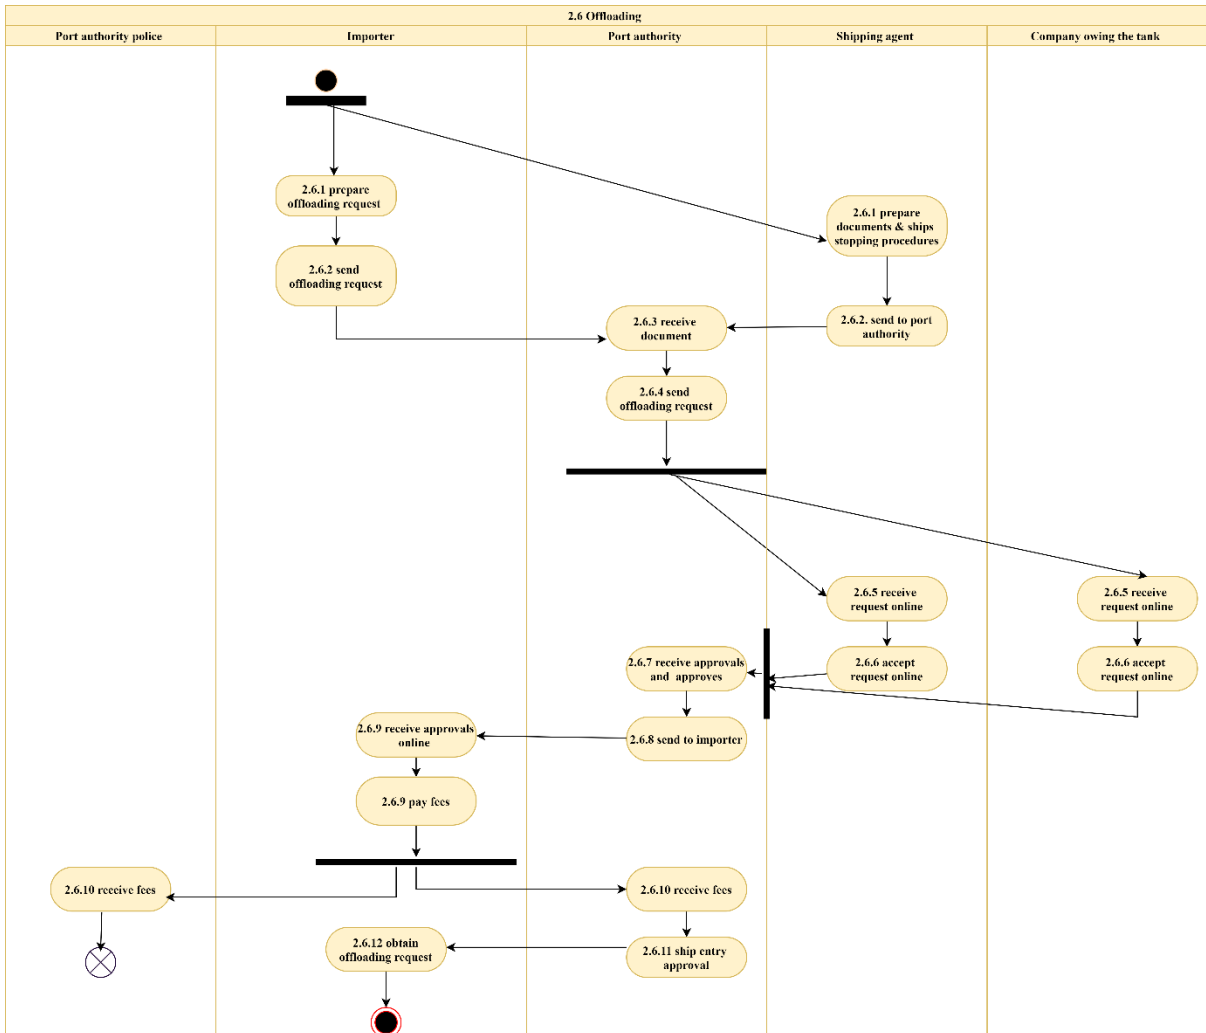 2.6 Offloading
Port authority police
Importer
Port authority
Shipping agent
Company owing the tank
2.6.1 prepare
offloading request
2.6.1 prepare
documents & ships
stopping procedures
2.6.2 send
offloading request
2.6.3 receive
document
2.6.2. send to port
authority
2.6.4 send
offloading request
2.6.5 receive
request online
2.6.5 receive
request online
2.6.7 receive approvals
and approves
2.6.6 accept
request online
2.6.6 accept
request online
2.6.9 receive approvals
online
2.6.8 send to importer
2.6.9 pay fees
2.6.10 receive fees
2.6.10 receive fees
2.6.12 obtain
offloading request
2.6.11 ship entry
approval